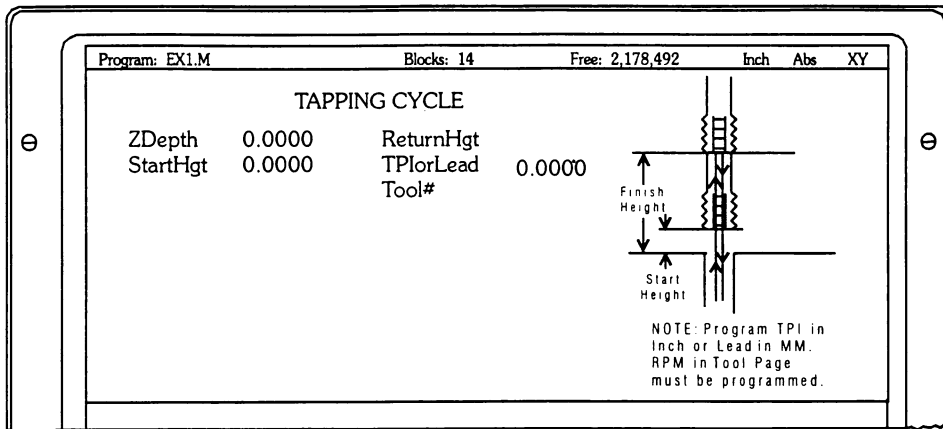 Program: EX1.M Blocks: 14 Free: 2,178,492 Inch Abs XY
TAPPING CYCLE
ZDepth 0.0000 ReturnHgt
StartHgt 0.0000 TPIorLead 0.0000
Tool#
Finish
Height
Start
Height
NOTE: Program TPI in
Inch or Lead in MM.
RPM in Tool Page
must be programmed.